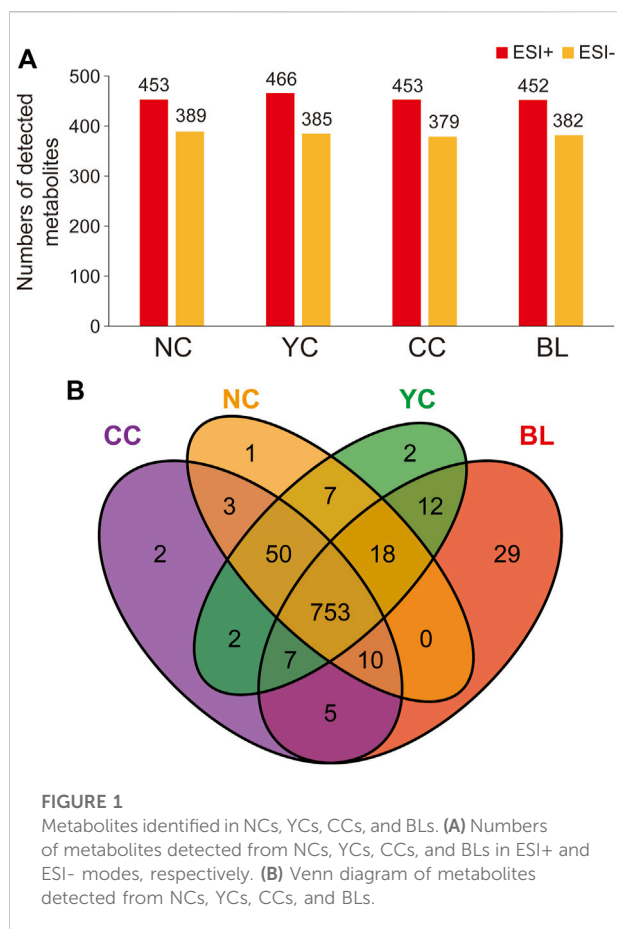 A
ESI+ ESI-
Numbers of detected
metabolites
500
400
300
200
100
0
453 389 466 385 453 379 452 382
NC YC CC BL
B
CC NC YC BL
1 2
3 7 12
2 50 18 29
753
2 7 10 0
5
FIGURE 1
Metabolites identified in NCs, YCs, CCs, and BLs. (A) Numbers
of metabolites detected from NCs, YCs, CCs, and BLs in ESI+ and
ESI- modes, respectively. (B) Venn diagram of metabolites
detected from NCs, YCs, CCs, and BLs.